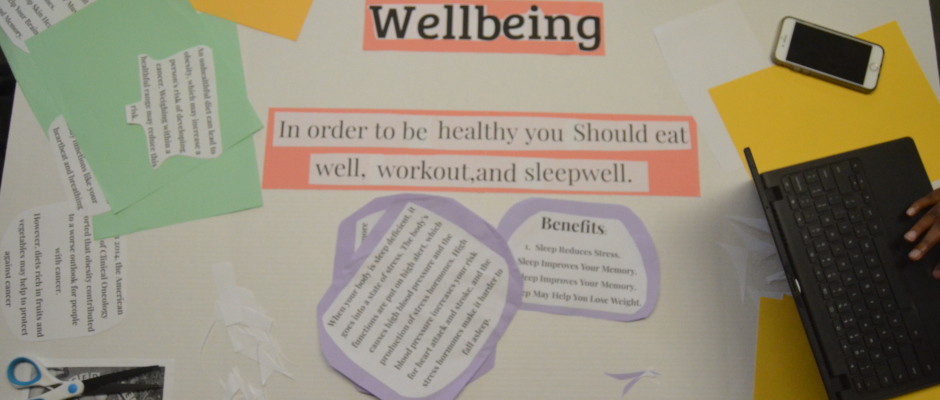 Wellbeing
In order to be healthy you Should eat
well, workout,and sleepwell.
Benefits
1. Sleep Reduces Stress.
Sleep Improves Your Memory.
Sleep Improves Your Memory.
May Help You Lose Weight.
When your body is sleep deficient, it
goes into a state of stress. The body's
functions are put on high alert, which
causes high blood pressure and the
production of stress hormones. High
blood pressure increases your risk
for heart attack and stroke, and the
stress hormones make it harder to
fall asleep.
An unhealthful diet can lead to
obesity, which may increase a
person's risk of developing
cancer. Weighing within a
healthful range may reduce this
risk.
functions like your
heartbeat and breathing
2014, the American
of Clinical Oncology
reported that obesity contributed
to a worse outlook for people
with cancer.
However, diets rich in fruits and
vegetables may help to protect
against cancer